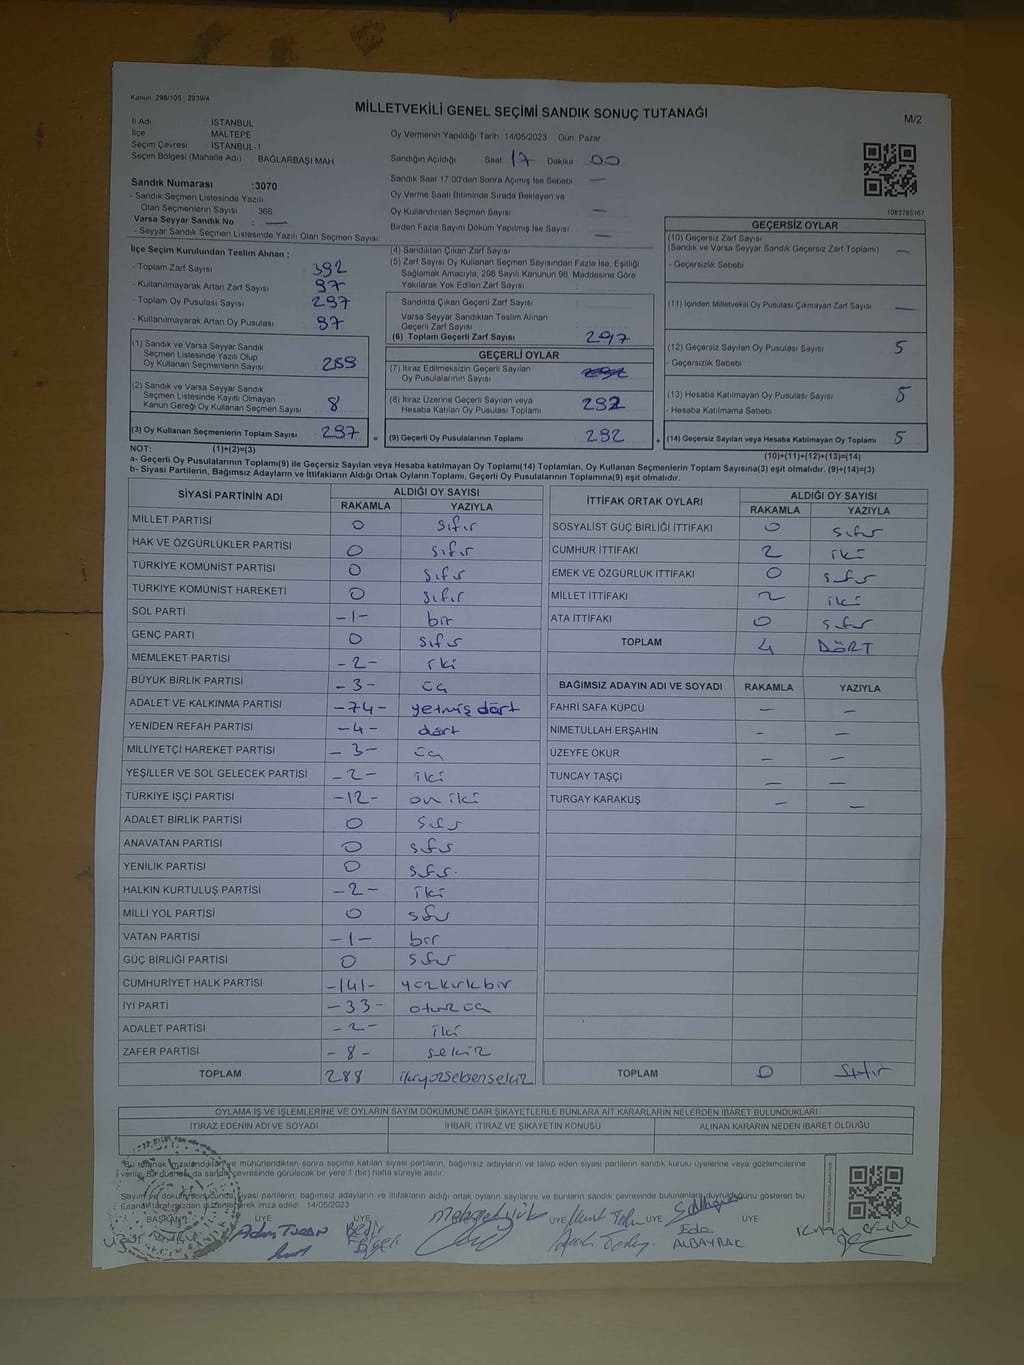 Kanun: 298/105 , 2839/4
MİLLETVEKİLİ GENEL SEÇİMİ SANDIK SONUÇ TUTANAĞI
M/2
İl Adı : İSTANBUL
İlçe : MALTEPE
Seçim Çevresi : İSTANBUL-1
Seçim Bölgesi (Mahalle Adı) BAĞLARBAŞI MAH
Sandık Numarası :3070
- Sandık Seçmen Listesinde Yazılı
Olan Seçmenlerin Sayısı 366
Varsa Seyyar Sandık No : —
- Seyyar Sandık Seçmen Listesinde Yazılı Olan Seçmen Sayısı
Oy Vermenin Yapıldığı Tarih 14/05/2023 Gün Pazar
Sandığın Açıldığı Saat 17 Dakika 00
Sandık Saat 17.00'den Sonra Açılmış İse Sebebi —
Oy Verme Saati Bitiminde Sırada Bekleyen ve
Oy Kullandırılan Seçmen Sayısı —
Birden Fazla Sayım Döküm Yapılmış İse Sayısı —
1083785167
İlçe Seçim Kurulundan Teslim Alınan ;
- Toplam Zarf Sayısı 392
- Kullanılmayarak Artan Zarf Sayısı 97
- Toplam Oy Pusulası Sayısı 297
- Kullanılmayarak Artan Oy Pusulası 97
(1) Sandık ve Varsa Seyyar Sandık
Seçmen Listesinde Yazılı Olup
Oy Kullanan Seçmenlerin Sayısı 289
(2) Sandık ve Varsa Seyyar Sandık
Seçmen Listesinde Kayıtlı Olmayan
Kanun Gereği Oy Kullanan Seçmen Sayısı 8
(3) Oy Kullanan Seçmenlerin Toplam Sayısı 297 =
(4) Sandıktan Çıkan Zarf Sayısı
(5) Zarf Sayısı Oy Kullanan Seçmen Sayısından Fazla İse, Eşitliği
Sağlamak Amacıyla, 298 Sayılı Kanunun 98. Maddesine Göre
Yakılarak Yok Edilen Zarf Sayısı
Sandıkta Çıkan Geçerli Zarf Sayısı
Varsa Seyyar Sandıktan Teslim Alınan
Geçerli Zarf Sayısı
(6) Toplam Geçerli Zarf Sayısı 297
GEÇERLİ OYLAR
(7) İtiraz Edilmeksizin Geçerli Sayılan
Oy Pusulalarının Sayısı
(8) İtiraz Üzerine Geçerli Sayılan veya
Hesaba Katılan Oy Pusulası Toplamı 292
(9) Geçerli Oy Pusulalarının Toplamı 292 +
GEÇERSİZ OYLAR
(10) Geçersiz Zarf Sayısı
(Sandık ve Varsa Seyyar Sandık Geçersiz Zarf Toplamı) —
- Geçersizlik Sebebi
(11) İçinden Milletvekili Oy Pusulası Çıkmayan Zarf Sayısı —
(12) Geçersiz Sayılan Oy Pusulası Sayısı 5
- Geçersizlik Sebebi
(13) Hesaba Katılmayan Oy Pusulası Sayısı 5
- Hesaba Katılmama Sebebi
(14) Geçersiz Sayılan veya Hesaba Katılmayan Oy Toplamı 5
NOT: (1)+(2)=(3) (10)+(11)+(12)+(13)=(14)
a- Geçerli Oy Pusulalarının Toplamı(9) ile Geçersiz Sayılan veya Hesaba katılmayan Oy Toplamı(14) Toplamları, Oy Kullanan Seçmenlerin Toplam Sayısına(3) eşit olmalıdır. (9)+(14)=(3)
b- Siyasi Partilerin, Bağımsız Adayların ve İttifakların Aldığı Ortak Oyların Toplamı, Geçerli Oy Pusulalarının Toplamına(9) eşit olmalıdır.
SİYASİ PARTİNİN ADI ALDIĞI OY SAYISI
RAKAMLA YAZIYLA
MİLLET PARTİSİ 0 sıfır
HAK VE ÖZGÜRLÜKLER PARTİSİ 0 sıfır
TÜRKİYE KOMÜNİST PARTİSİ 0 sıfır
TÜRKİYE KOMÜNİST HAREKETİ 0 sıfır
SOL PARTİ -1- bir
GENÇ PARTİ 0 sıfır
MEMLEKET PARTİSİ -2- iki
BÜYÜK BİRLİK PARTİSİ -3- üç
ADALET VE KALKINMA PARTİSİ -74- yetmiş dört
YENİDEN REFAH PARTİSİ -4- dört
MİLLİYETÇİ HAREKET PARTİSİ -3- üç
YEŞİLLER VE SOL GELECEK PARTİSİ -2- iki
TÜRKİYE İŞÇİ PARTİSİ -12- on iki
ADALET BİRLİK PARTİSİ 0 sıfır
ANAVATAN PARTİSİ 0 sıfır
YENİLİK PARTİSİ 0 sıfır.
HALKIN KURTULUŞ PARTİSİ -2- iki
MİLLİ YOL PARTİSİ 0 sıfır
VATAN PARTİSİ -1- bir
GÜÇ BİRLİĞİ PARTİSİ 0 sıfır
CUMHURİYET HALK PARTİSİ -141- yüzkırkbir
İYİ PARTİ -33- otuzüç
ADALET PARTİSİ -2- iki
ZAFER PARTİSİ -8- sekiz
TOPLAM 288 ikiyüzseksensekiz
İTTİFAK ORTAK OYLARI ALDIĞI OY SAYISI
RAKAMLA YAZIYLA
SOSYALİST GÜÇ BİRLİĞİ İTTİFAKI 0 sıfır
CUMHUR İTTİFAKI 2 iki
EMEK VE ÖZGÜRLÜK İTTİFAKI 0 sıfır
MİLLET İTTİFAKI 2 iki
ATA İTTİFAKI 0 sıfır
TOPLAM 4 DÖRT
BAĞIMSIZ ADAYIN ADI VE SOYADI RAKAMLA YAZIYLA
FAHRİ SAFA KÜPCÜ — —
NİMETULLAH ERŞAHİN — —
ÜZEYFE OKUR — —
TUNCAY TAŞÇI — —
TURGAY KARAKUŞ — —
TOPLAM 0 Sıfır
OYLAMA İŞ VE İŞLEMLERİNE VE OYLARIN SAYIM DÖKÜMÜNE DAİR ŞİKAYETLERLE BUNLARA AİT KARARLARIN NELERDEN İBARET BULUNDUKLARI
İTİRAZ EDENİN ADI VE SOYADI İHBAR, İTİRAZ VE ŞİKAYETİN KONUSU ALINAN KARARIN NEDEN İBARET OLDUĞU
Bu tutanak imzalandıktan ve mühürlendikten sonra seçime katılan siyasi partilerin, bağımsız adayların ve talep eden siyasi partilerin sandık kurulu üyelerine veya gözlemcilerine
verilir. Bir nüshası da sandık çevresinde görülecek bir yere 1 (bir) hafta süreyle asılır.
Sayım ve döküm sonucunda siyasi partilerin, bağımsız adayların ve ittifakların aldığı ortak oyların sayılarını ve bunların sandık çevresinde bulunanlara duyrulduğunu gösteren bu
tutanak tarafımızdan düzenlenerek imza edildi. 14/05/2023
BAŞKAN ÜYE ÜYE ÜYE ÜYE ÜYE
Eda
ALBAYRAK